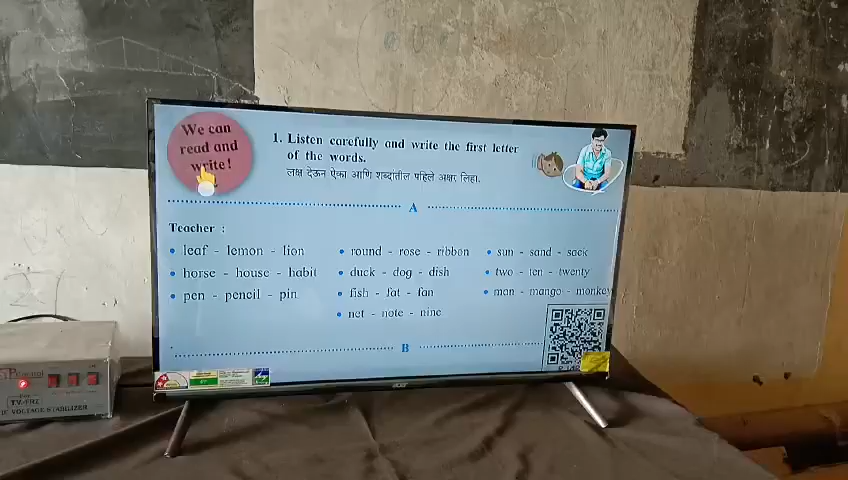 We can
read and
write!
1. Listen carefully and write the first letter
of the words.
लक्ष देऊन ऐका आणि शब्दांतील पहिले अक्षर लिहा.
A
Teacher :
• leaf - lemon - lion
• horse - house - habit
• pen - pencil - pin
• round - rose - ribbon
• duck - dog - dish
• fish - fat - fan
• net - note - nine
• sun - sand - sack
• two - ten - twenty
• man - mango - monkey
B
VOLTAGE STABILIZER